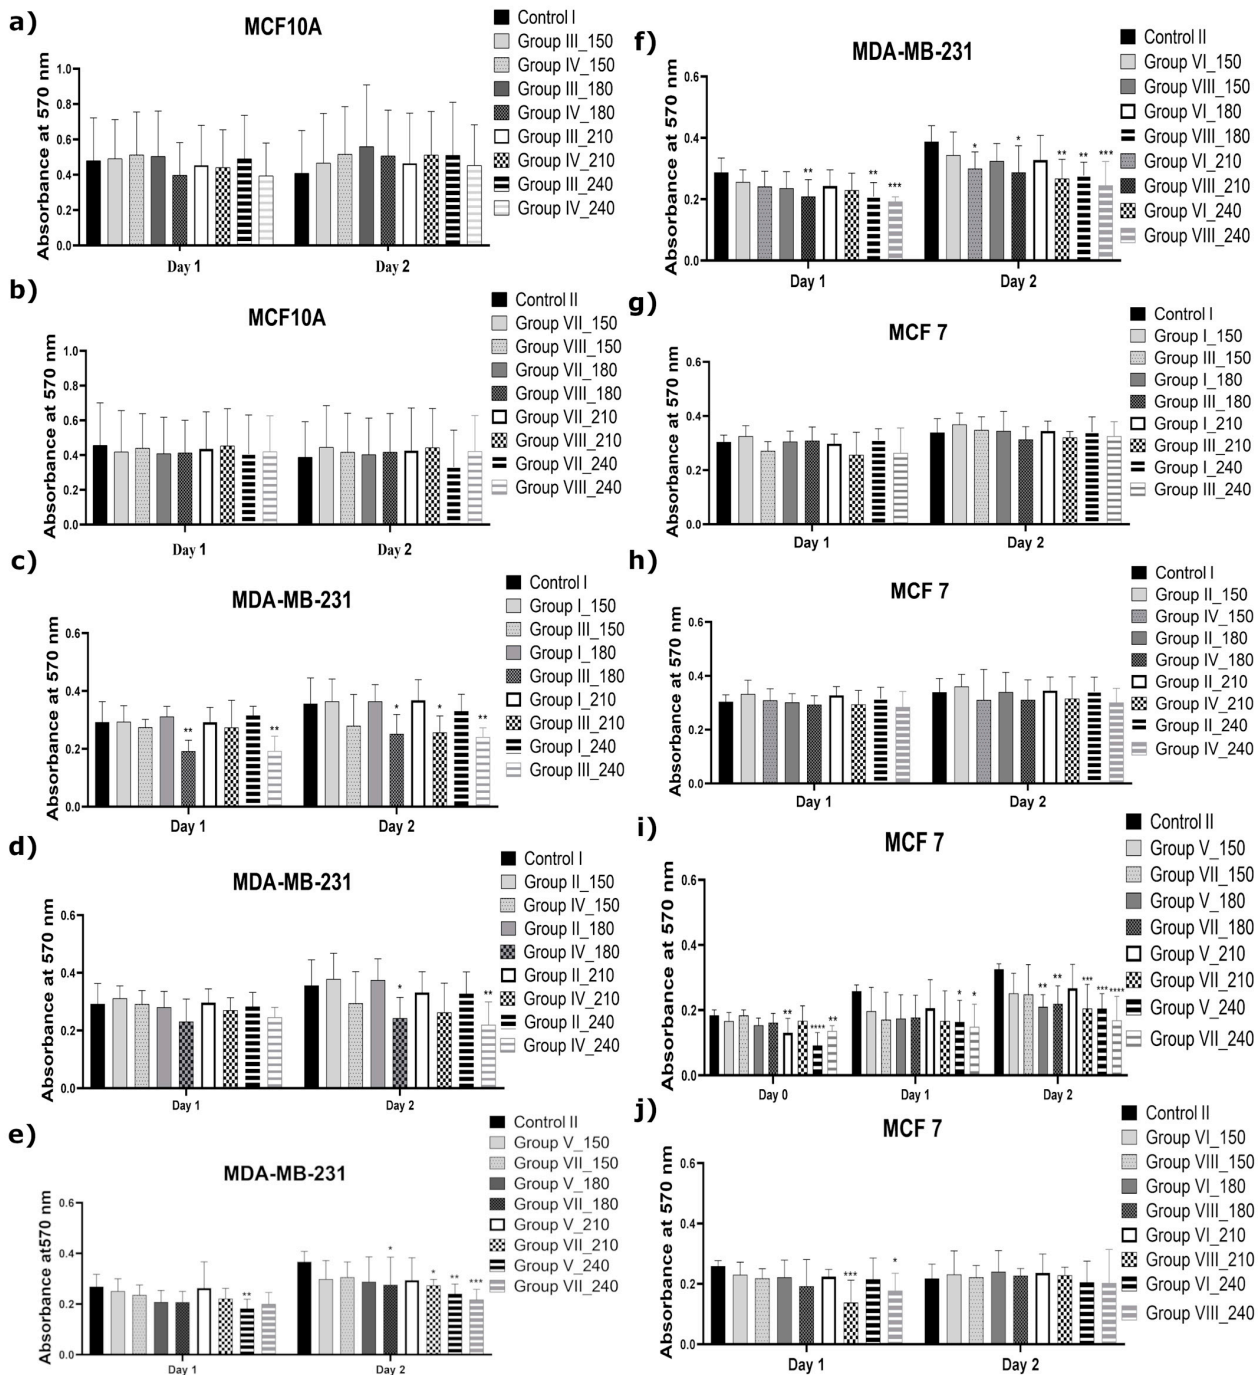 a)
MCF10A
Absorbance at 570 nm
1.0
0.8
0.6
0.4
0.2
0.0
Day 1
Day 2
Control I
Group III_150
Group IV_150
Group III_180
Group IV_180
Group III_210
Group IV_210
Group III_240
Group IV_240
b)
MCF10A
Absorbance at 570 nm
1.0
0.8
0.6
0.4
0.2
0.0
Day 1
Day 2
Control II
Group VII_150
Group VIII_150
Group VII_180
Group VIII_180
Group VII_210
Group VIII_210
Group VII_240
Group VIII_240
c)
MDA-MB-231
Absorbance at 570 nm
0.6
0.4
0.2
0.0
** ** * * **
Day 1
Day 2
Control I
Group I_150
Group III_150
Group I_180
Group III_180
Group I_210
Group III_210
Group I_240
Group III_240
d)
MDA-MB-231
Absorbance at 570 nm
0.6
0.4
0.2
0.0
* **
Day 1
Day 2
Control I
Group II_150
Group IV_150
Group II_180
Group IV_180
Group II_210
Group IV_210
Group II_240
Group IV_240
e)
MDA-MB-231
Absorbance at570 nm
0.6
0.4
0.2
0.0
** * * ** ***
Day 1
Day 2
Control II
Group V_150
Group VII_150
Group V_180
Group VII_180
Group V_210
Group VII_210
Group V_240
Group VII_240
f)
MDA-MB-231
Absorbance at 570 nm
0.6
0.4
0.2
0.0
** ** *** * * ** ** ***
Day 1
Day 2
Control II
Group VI_150
Group VIII_150
Group VI_180
Group VIII_180
Group VI_210
Group VIII_210
Group VI_240
Group VIII_240
g)
MCF 7
Absorbance at 570 nm
0.6
0.4
0.2
0.0
Day 1
Day 2
Control I
Group I_150
Group III_150
Group I_180
Group III_180
Group I_210
Group III_210
Group I_240
Group III_240
h)
MCF 7
Absorbance at 570 nm
0.6
0.4
0.2
0.0
Day 1
Day 2
Control I
Group II_150
Group IV_150
Group II_180
Group IV_180
Group II_210
Group IV_210
Group II_240
Group IV_240
i)
MCF 7
Absorbance at 570 nm
0.6
0.4
0.2
0.0
** **** ** * * ** ** *** *** ****
Day 0
Day 1
Day 2
Control II
Group V_150
Group VII_150
Group V_180
Group VII_180
Group V_210
Group VII_210
Group V_240
Group VII_240
j)
MCF 7
Absorbance at 570 nm
0.6
0.4
0.2
0.0
*** *
Day 1
Day 2
Control II
Group VI_150
Group VIII_150
Group VI_180
Group VIII_180
Group VI_210
Group VIII_210
Group VI_240
Group VIII_240